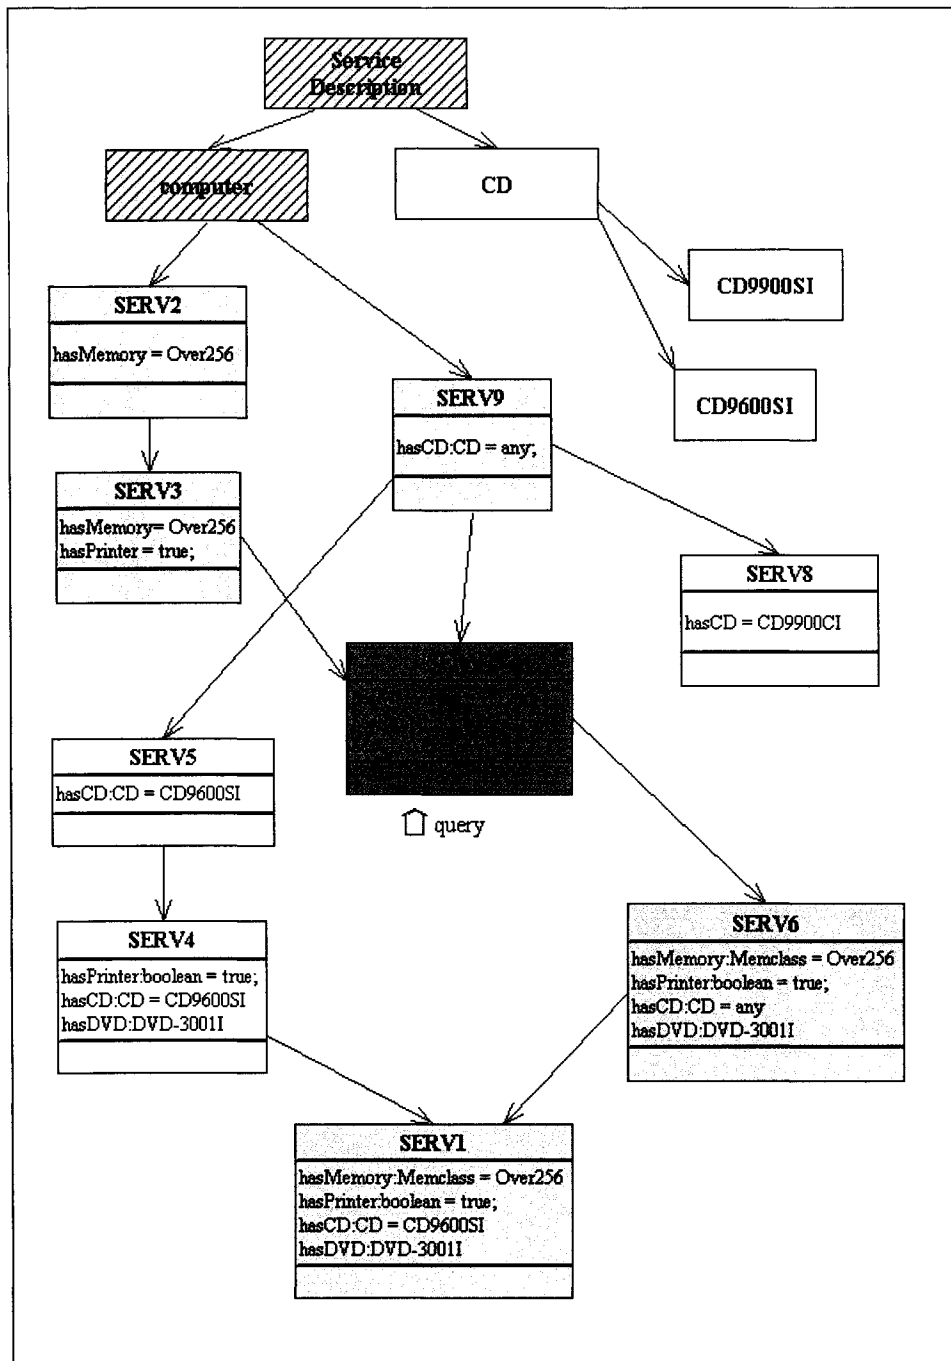 Service
Description
computer
CD
CD9900SI
SERV2
hasMemory = Over256
CD9600SI
SERV9
hasCD:CD = any;
SERV3
hasMemory= Over256
hasPrinter = true;
SERV8
hasCD = CD9900CI
SERV5
hasCD:CD = CD9600SI
query
SERV4
hasPrinter:boolean = true;
hasCD:CD = CD9600SI
hasDVD:DVD-3001I
SERV6
hasMemory:Memclass = Over256
hasPrinter:boolean = true;
hasCD:CD = any
hasDVD:DVD-3001I
SERV1
hasMemory:Memclass = Over256
hasPrinter:boolean = true;
hasCD:CD = CD9600SI
hasDVD:DVD-3001I